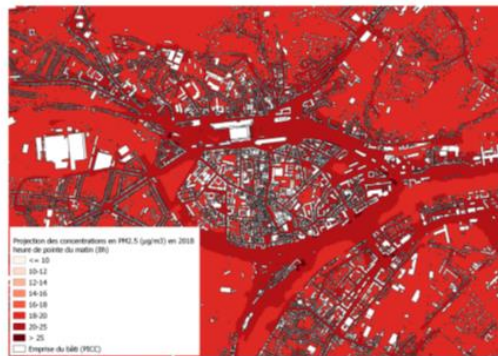 Projection des concentrations en PM2.5 (µg/m3) en 2018
heure de pointe du matin (8h)
<= 10
10-12
12-14
14-16
16-18
18-20
20-25
> 25
Emprise du bâti (PICC)